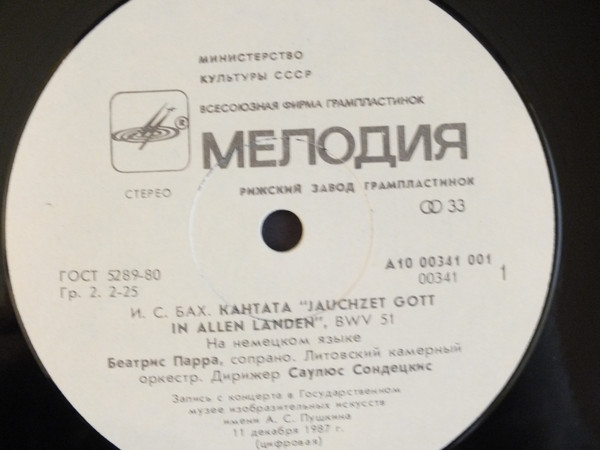 МИНИСТЕРСТВО
КУЛЬТУРЫ СССР
ВСЕСОЮЗНАЯ ФИРМА ГРАМПЛАСТИНОК
®
МЕЛОДИЯ
СТЕРЕО
РИЖСКИЙ ЗАВОД ГРАМПЛАСТИНОК
33
ГОСТ 5289-80
Гр. 2. 2-25
А10 00341 001
00341
1
И. С. БАХ. КАНТАТА "JAUCHZET GOTT
IN ALLEN LANDEN", BWV 51
На немецком языке
Беатрис Парра, сопрано. Литовский камерный
оркестр. Дирижер Саулюс Сондецкис
Запись с концерта в Государственном
музее изобразительных искусств
имени А. С. Пушкина
11 декабря 1987 г.
(цифровая)